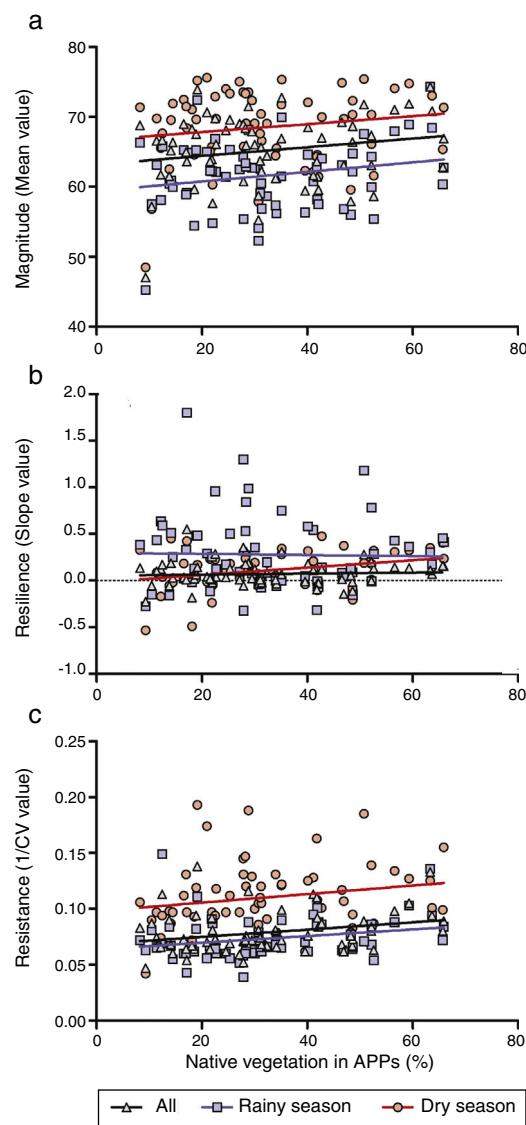 a
80
70
60
50
40
Magnitude (Mean value)
0 20 40 60 80
b
2.0
1.5
1.0
0.5
0.0
-0.5
-1.0
Resilience (Slope value)
0 20 40 60 80
c
0.25
0.20
0.15
0.10
0.05
0.00
Resistance (1/CV value)
0 20 40 60 80
Native vegetation in APPs (%)
All Rainy season Dry season